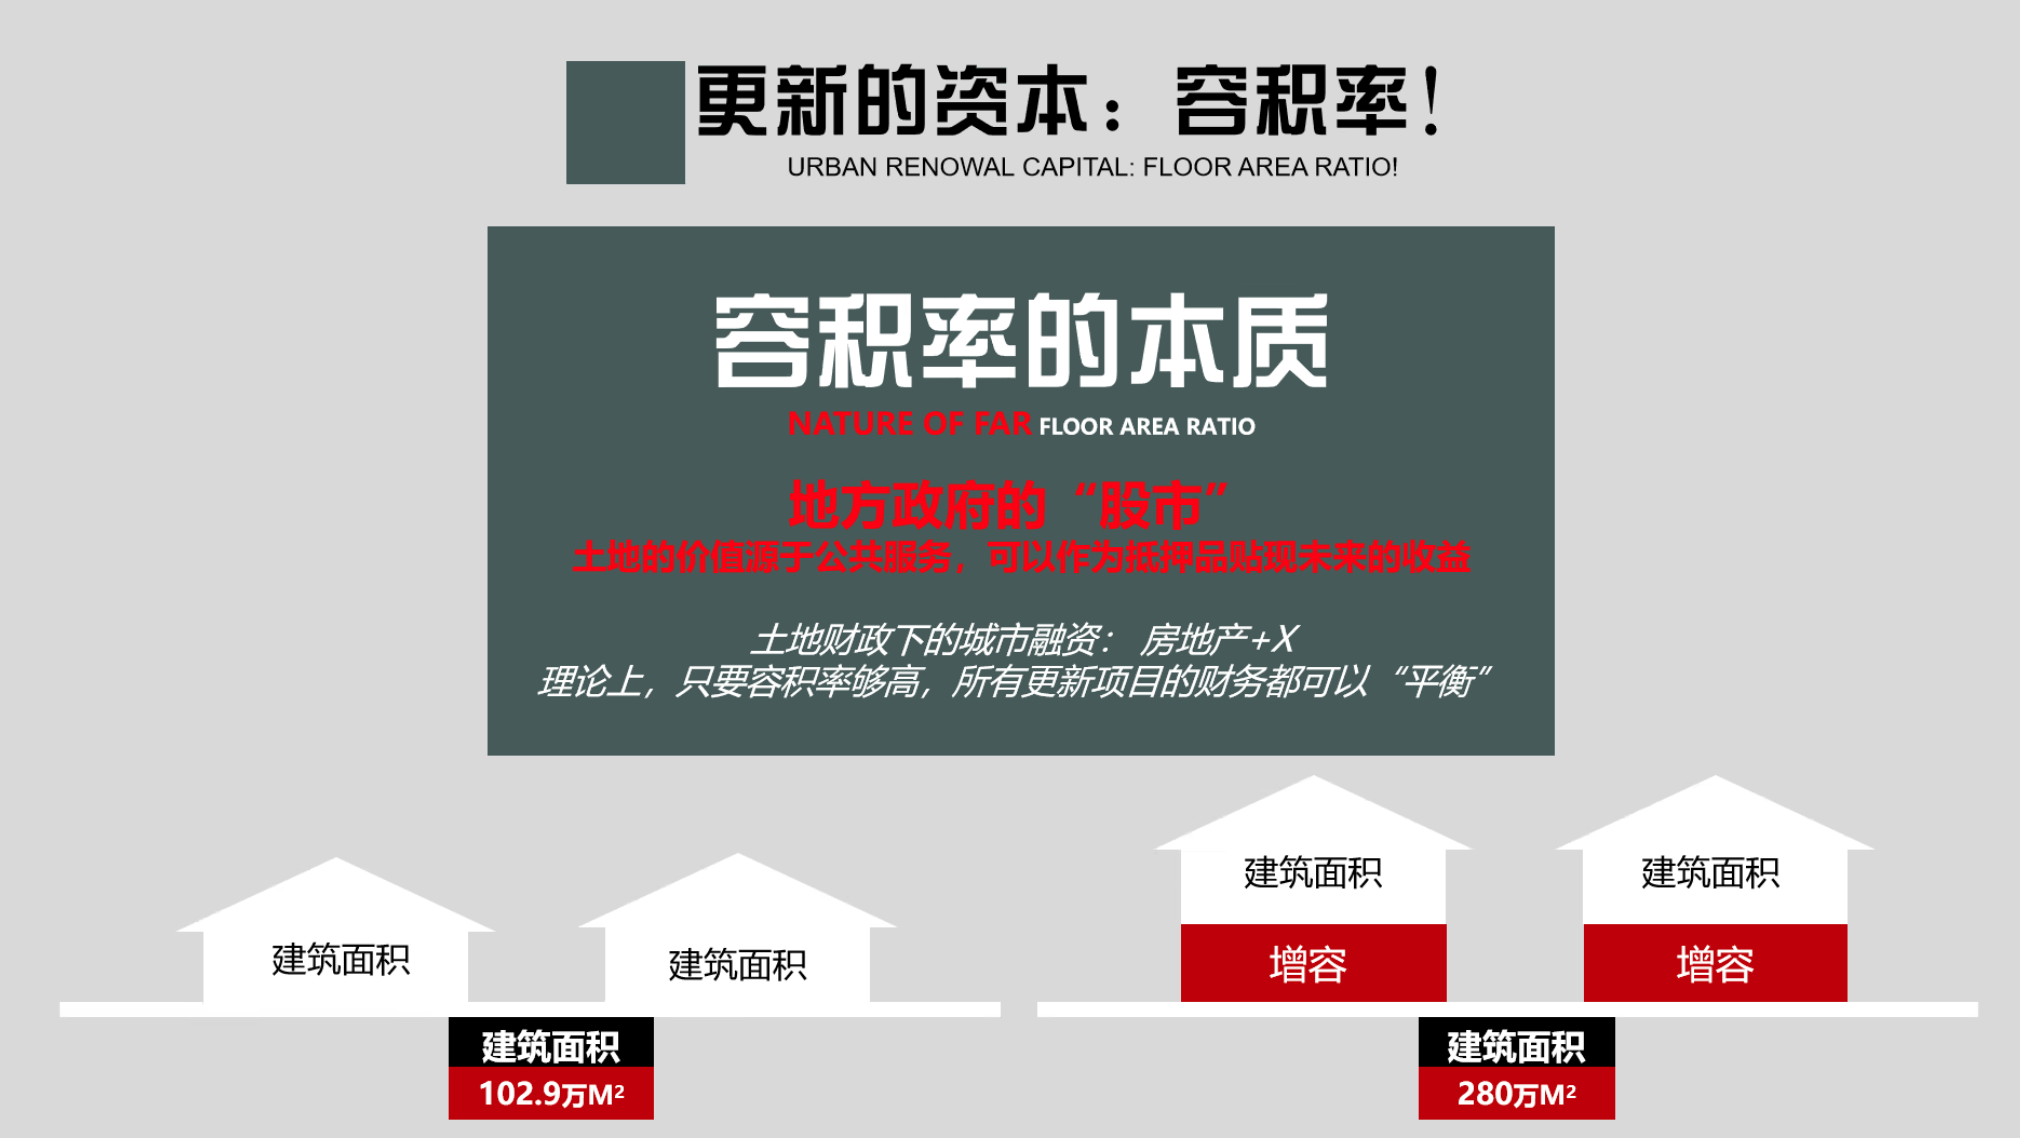 更新的资本：容积率！
URBAN RENOWAL CAPITAL: FLOOR AREA RATIO!
容积率的本质
NATURE OF FAR FLOOR AREA RATIO
地方政府的“股市”
土地的价值源于公共服务，可以作为抵押品贴现未来的收益
土地财政下的城市融资： 房地产+X
理论上，只要容积率够高，所有更新项目的财务都可以“平衡”
建筑面积
建筑面积
建筑面积
102.9万M²
建筑面积
建筑面积
增容
增容
建筑面积
280万M²